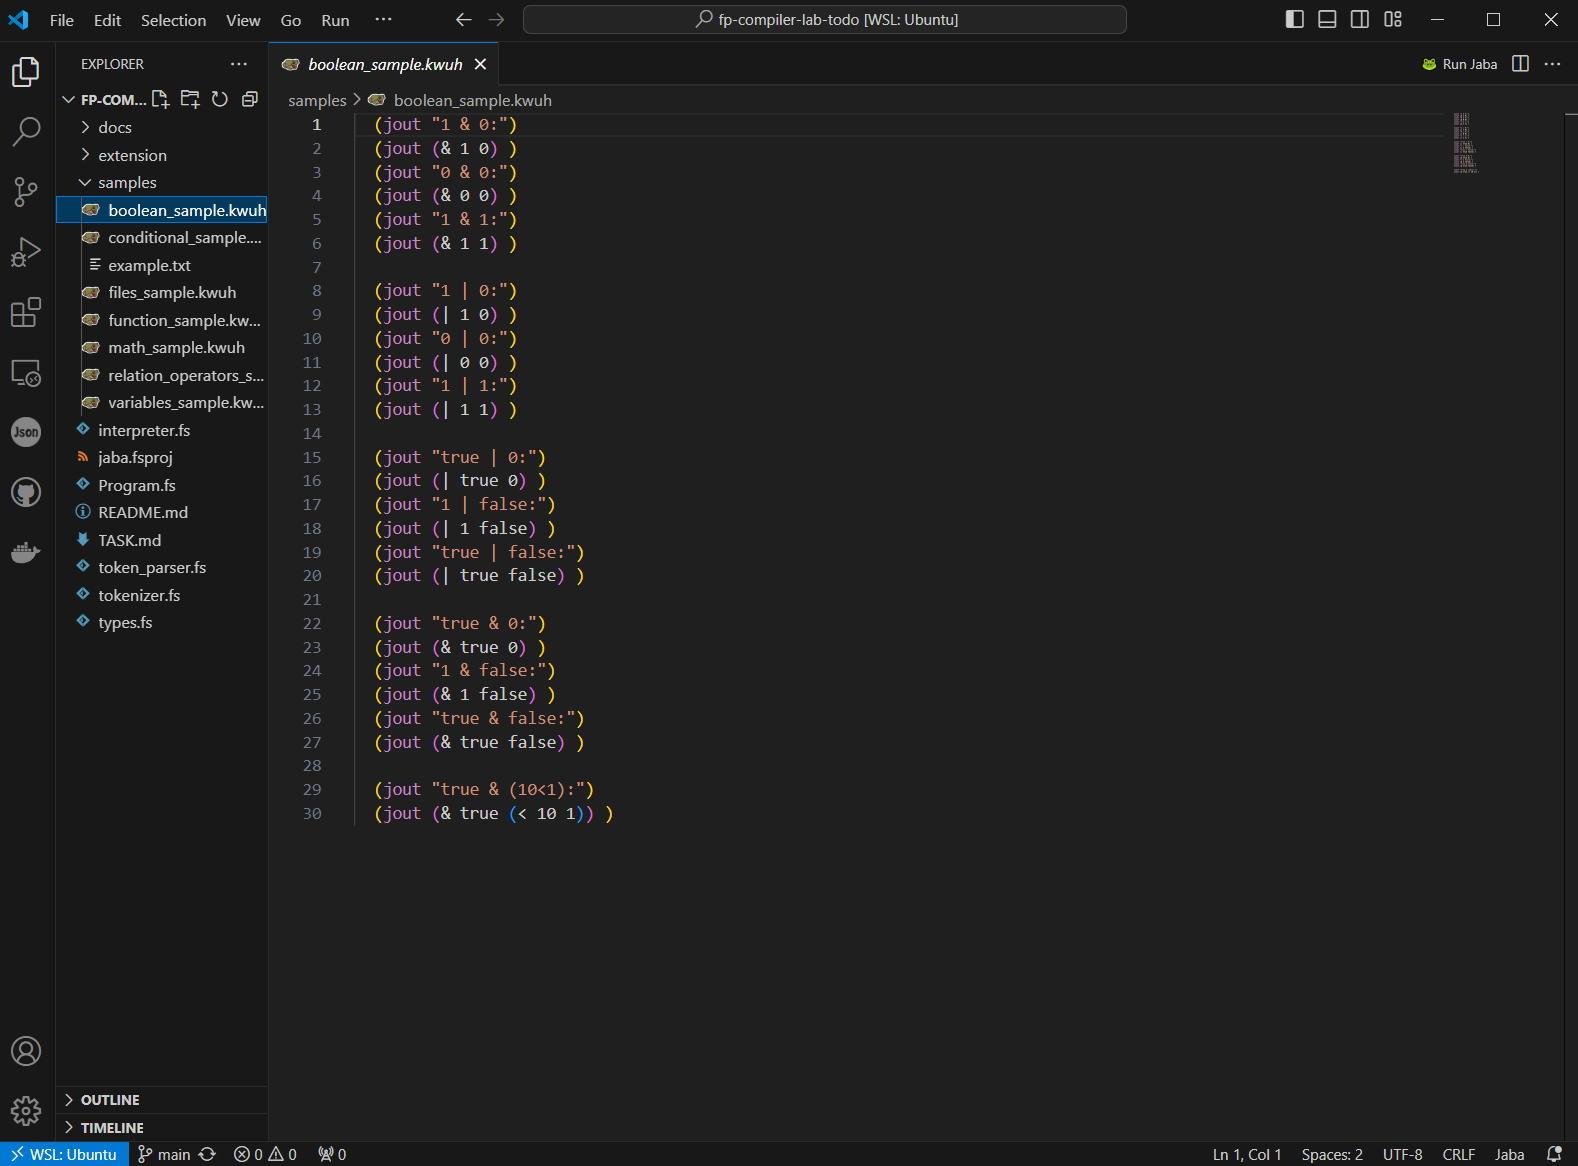 File Edit Selection View Go Run ···
fp-compiler-lab-todo [WSL: Ubuntu]
EXPLORER
FP-COM...
docs
extension
samples
boolean_sample.kwuh
conditional_sample....
example.txt
files_sample.kwuh
function_sample.kw...
math_sample.kwuh
relation_operators_s...
variables_sample.kw...
interpreter.fs
jaba.fsproj
Program.fs
README.md
TASK.md
token_parser.fs
tokenizer.fs
types.fs
OUTLINE
TIMELINE
Json
boolean_sample.kwuh
Run Jaba
samples > boolean_sample.kwuh
1 (jout "1 & 0:")
2 (jout (& 1 0) )
3 (jout "0 & 0:")
4 (jout (& 0 0) )
5 (jout "1 & 1:")
6 (jout (& 1 1) )
7
8 (jout "1 | 0:")
9 (jout (| 1 0) )
10 (jout "0 | 0:")
11 (jout (| 0 0) )
12 (jout "1 | 1:")
13 (jout (| 1 1) )
14
15 (jout "true | 0:")
16 (jout (| true 0) )
17 (jout "1 | false:")
18 (jout (| 1 false) )
19 (jout "true | false:")
20 (jout (| true false) )
21
22 (jout "true & 0:")
23 (jout (& true 0) )
24 (jout "1 & false:")
25 (jout (& 1 false) )
26 (jout "true & false:")
27 (jout (& true false) )
28
29 (jout "true & (10<1):")
30 (jout (& true (< 10 1)) )
WSL: Ubuntu main 0 0 0 Ln 1, Col 1 Spaces: 2 UTF-8 CRLF Jaba